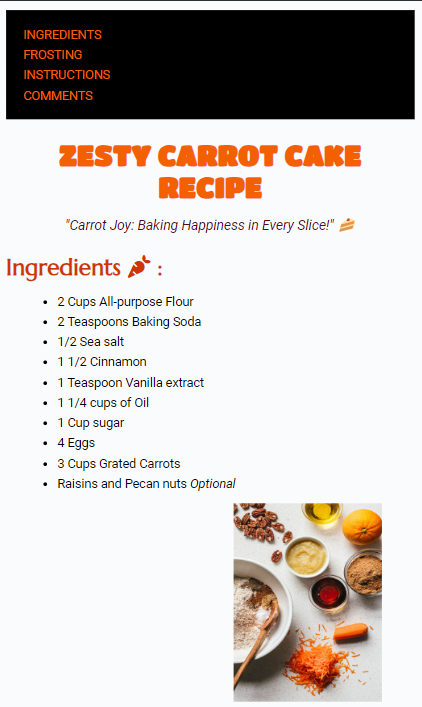 INGREDIENTS
FROSTING
INSTRUCTIONS
COMMENTS
ZESTY CARROT CAKE
RECIPE
"Carrot Joy: Baking Happiness in Every Slice!" 🍰
Ingredients 🥕 :
• 2 Cups All-purpose Flour
• 2 Teaspoons Baking Soda
• 1/2 Sea salt
• 1 1/2 Cinnamon
• 1 Teaspoon Vanilla extract
• 1 1/4 cups of Oil
• 1 Cup sugar
• 4 Eggs
• 3 Cups Grated Carrots
• Raisins and Pecan nuts Optional